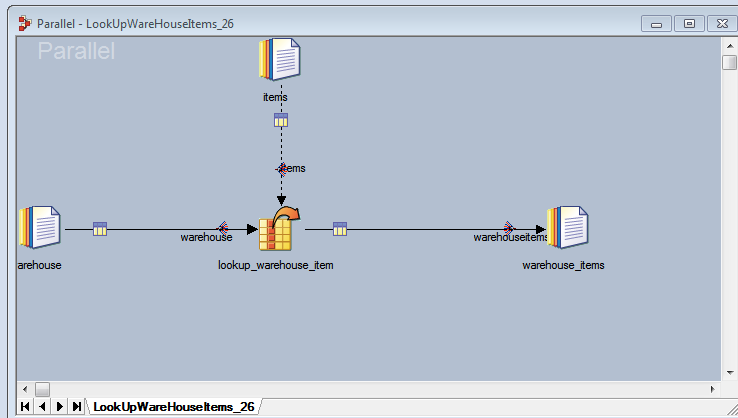 Parallel - LookUpWareHouseItems_26
Parallel
items
items
warehouse
warehouseitems
arehouse
lookup_warehouse_item
warehouse_items
LookUpWareHouseItems_26